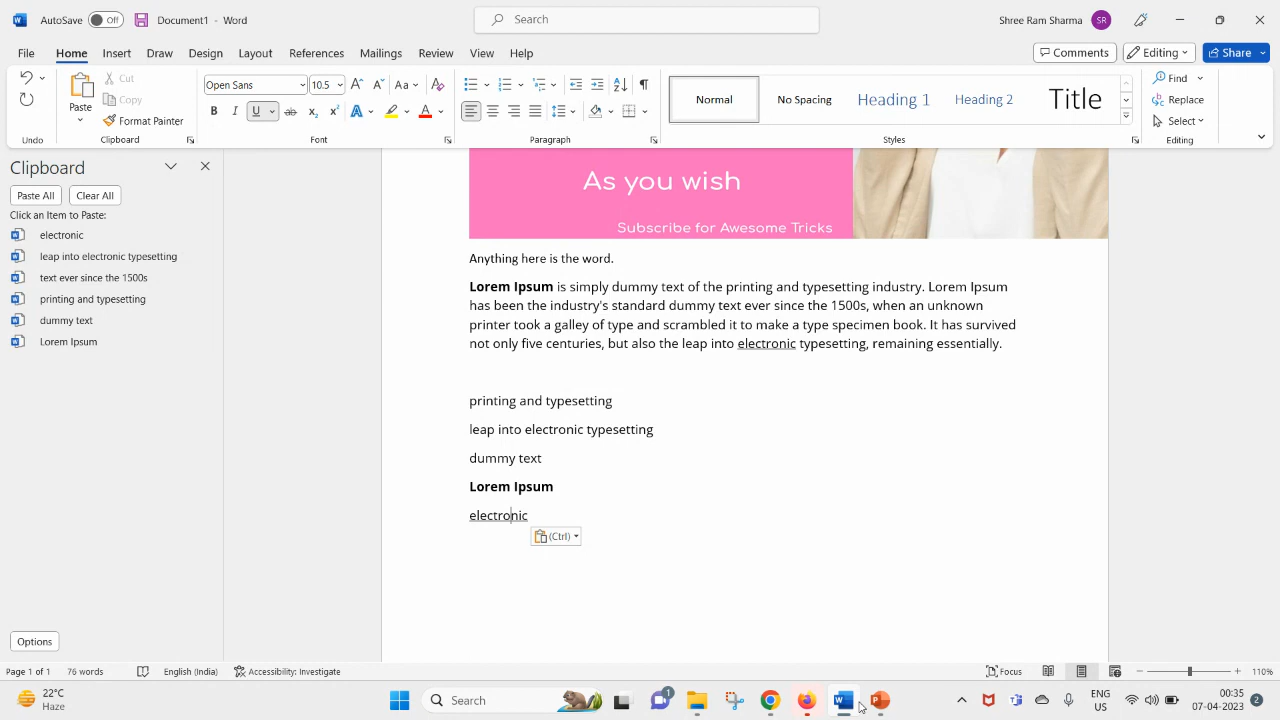 AutoSave Off Document1 - Word Search Shree Ram Sharma SR
File Home Insert Draw Design Layout References Mailings Review View Help Comments Editing Share
Cut Open Sans 10.5 Aa Find
Paste Copy Normal No Spacing Heading 1 Heading 2 Title Replace
Format Painter B I U ab x2 x2 A A Select
Undo Clipboard Font Paragraph Styles Editing
Clipboard
Paste All Clear All
Click an Item to Paste:
electronic
leap into electronic typesetting
text ever since the 1500s
printing and typesetting
dummy text
Lorem Ipsum
Options
As you wish
Subscribe for Awesome Tricks
Anything here is the word.
Lorem Ipsum is simply dummy text of the printing and typesetting industry. Lorem Ipsum
has been the industry's standard dummy text ever since the 1500s, when an unknown
printer took a galley of type and scrambled it to make a type specimen book. It has survived
not only five centuries, but also the leap into electronic typesetting, remaining essentially.
printing and typesetting
leap into electronic typesetting
dummy text
Lorem Ipsum
electronic
(Ctrl)
Page 1 of 1 76 words English (India) Accessibility: Investigate Focus 110%
22°C
Haze
Search
1
ENG
US
00:35
07-04-2023
2